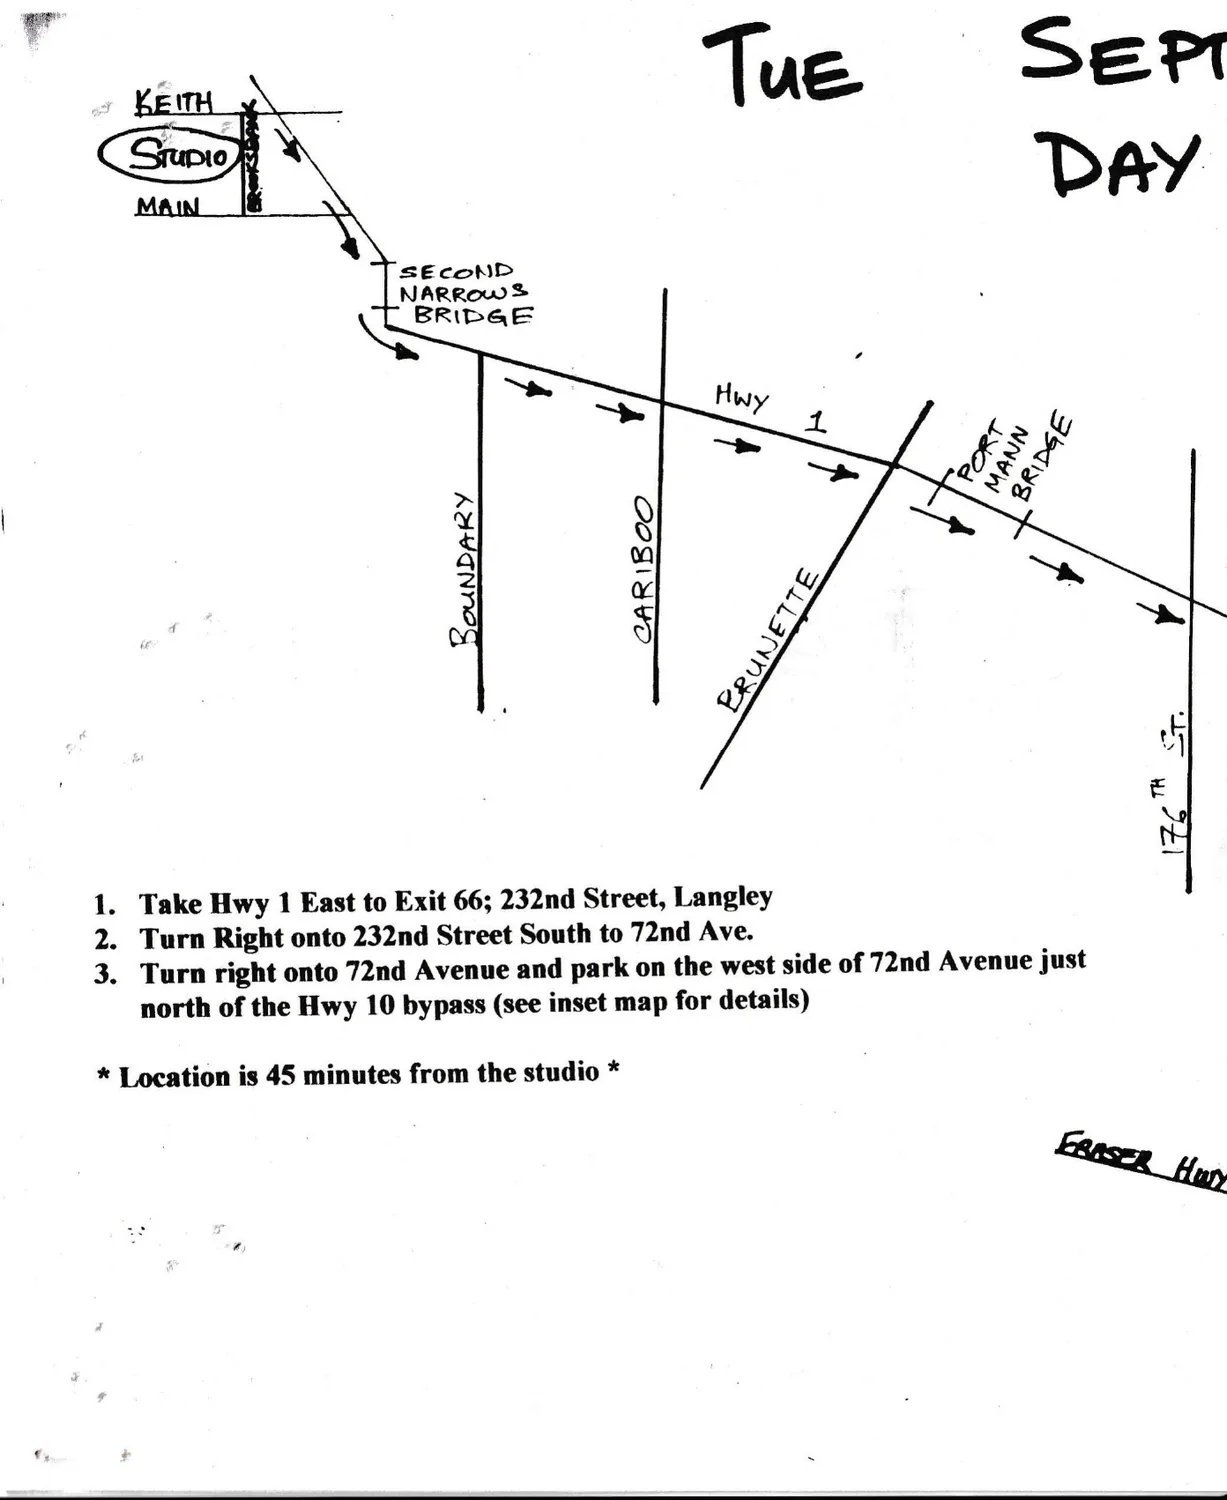 TUE SEPT
DAY
KEITH
STUDIO
BROOKSBANK
MAIN
SECOND
NARROWS
BRIDGE
HWY 1
PORT
MANN
BRIDGE
BOUNDARY
CARIBOO
BRUNETTE
176TH ST.
1. Take Hwy 1 East to Exit 66; 232nd Street, Langley
2. Turn Right onto 232nd Street South to 72nd Ave.
3. Turn right onto 72nd Avenue and park on the west side of 72nd Avenue just
north of the Hwy 10 bypass (see inset map for details)
* Location is 45 minutes from the studio *
FRASER HWY